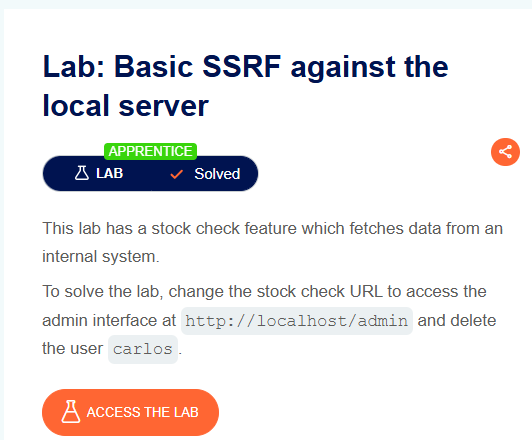 Lab: Basic SSRF against the
local server
APPRENTICE
LAB Solved
This lab has a stock check feature which fetches data from an
internal system.
To solve the lab, change the stock check URL to access the
admin interface at http://localhost/admin and delete
the user carlos.
ACCESS THE LAB